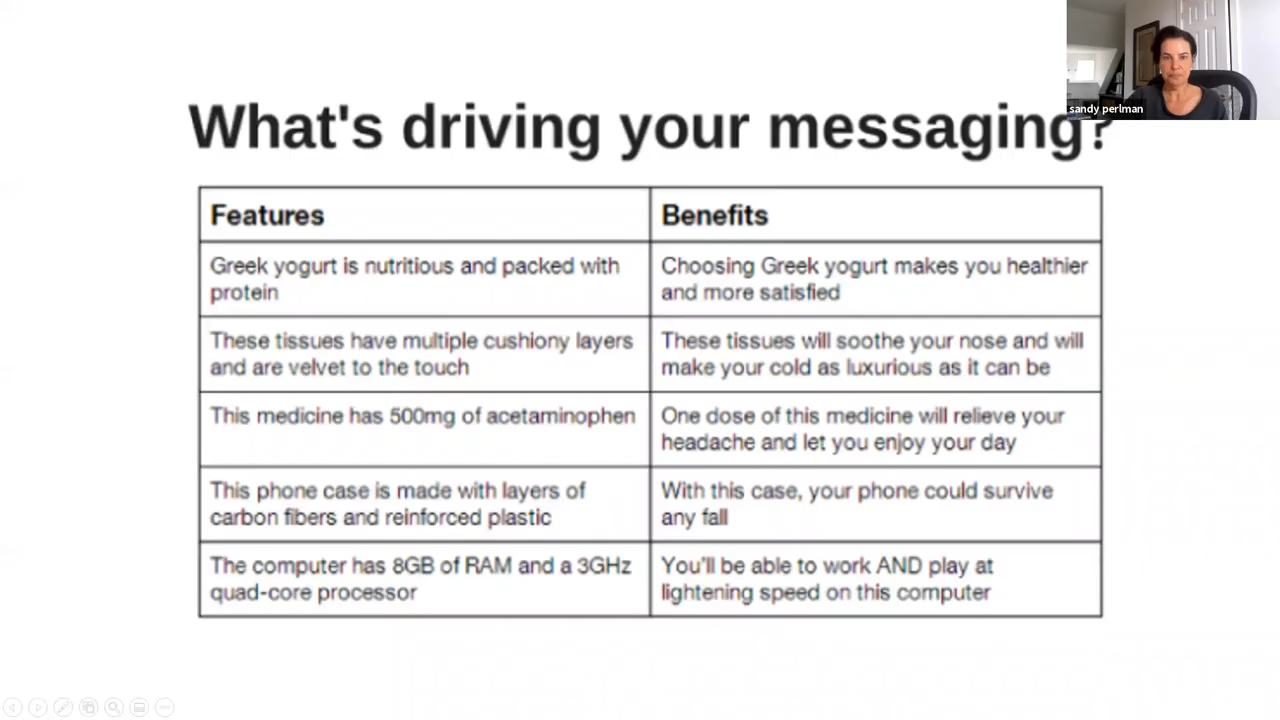 sandy perlman
What's driving your messaging?
Features
Benefits
Greek yogurt is nutritious and packed with
protein
Choosing Greek yogurt makes you healthier
and more satisfied
These tissues have multiple cushiony layers
and are velvet to the touch
These tissues will soothe your nose and will
make your cold as luxurious as it can be
This medicine has 500mg of acetaminophen
One dose of this medicine will relieve your
headache and let you enjoy your day
This phone case is made with layers of
carbon fibers and reinforced plastic
With this case, your phone could survive
any fall
The computer has 8GB of RAM and a 3GHz
quad-core processor
You'll be able to work AND play at
lightening speed on this computer